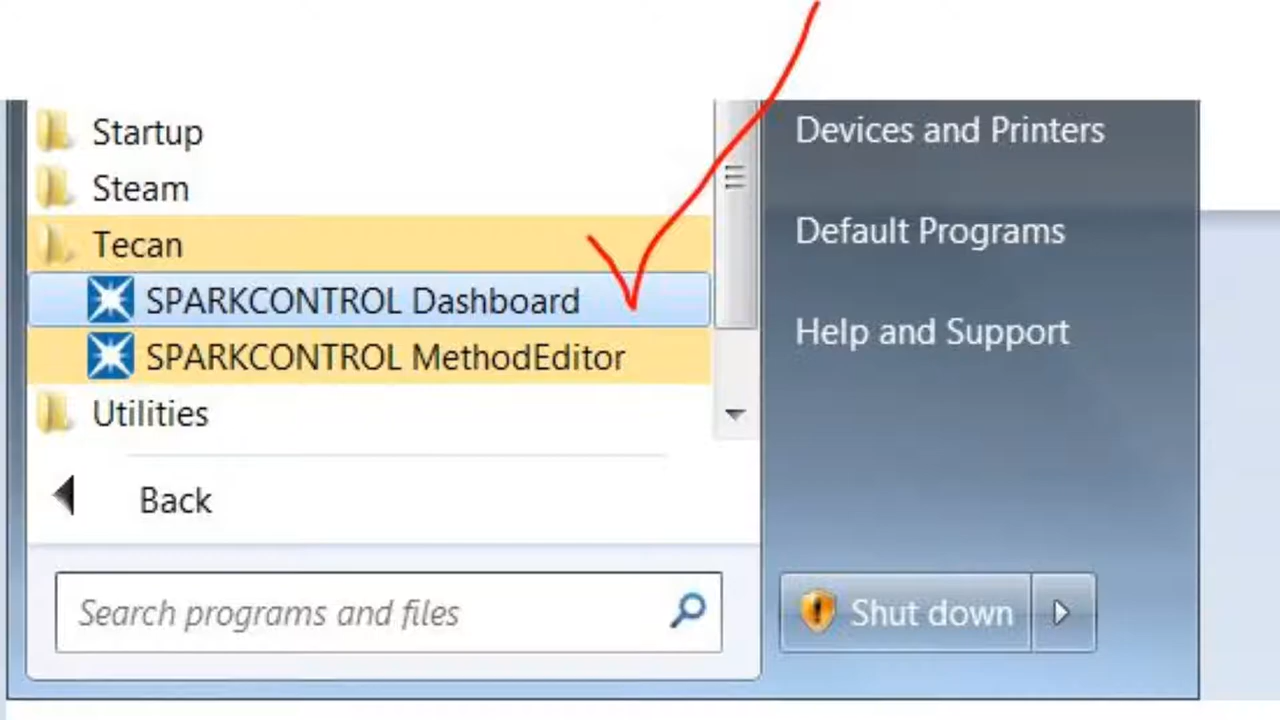 Startup
Steam
Tecan
SPARKCONTROL Dashboard
SPARKCONTROL MethodEditor
Utilities
Back
Search programs and files
Devices and Printers
Default Programs
Help and Support
Shut down